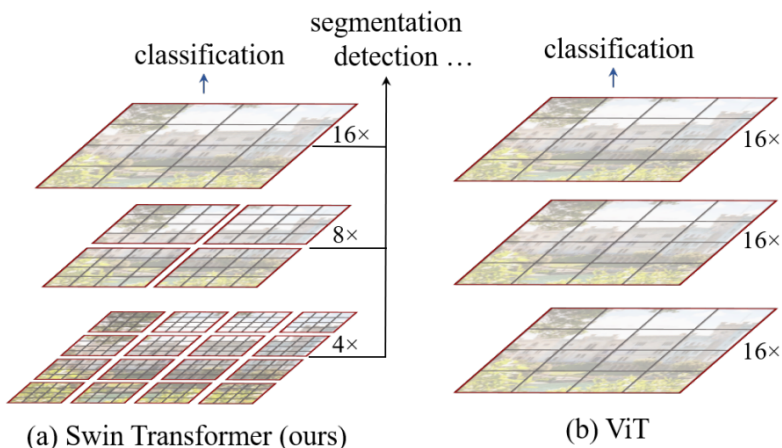 segmentation
detection …
classification
16×
8×
4×
(a) Swin Transformer (ours)
classification
16×
16×
16×
(b) ViT